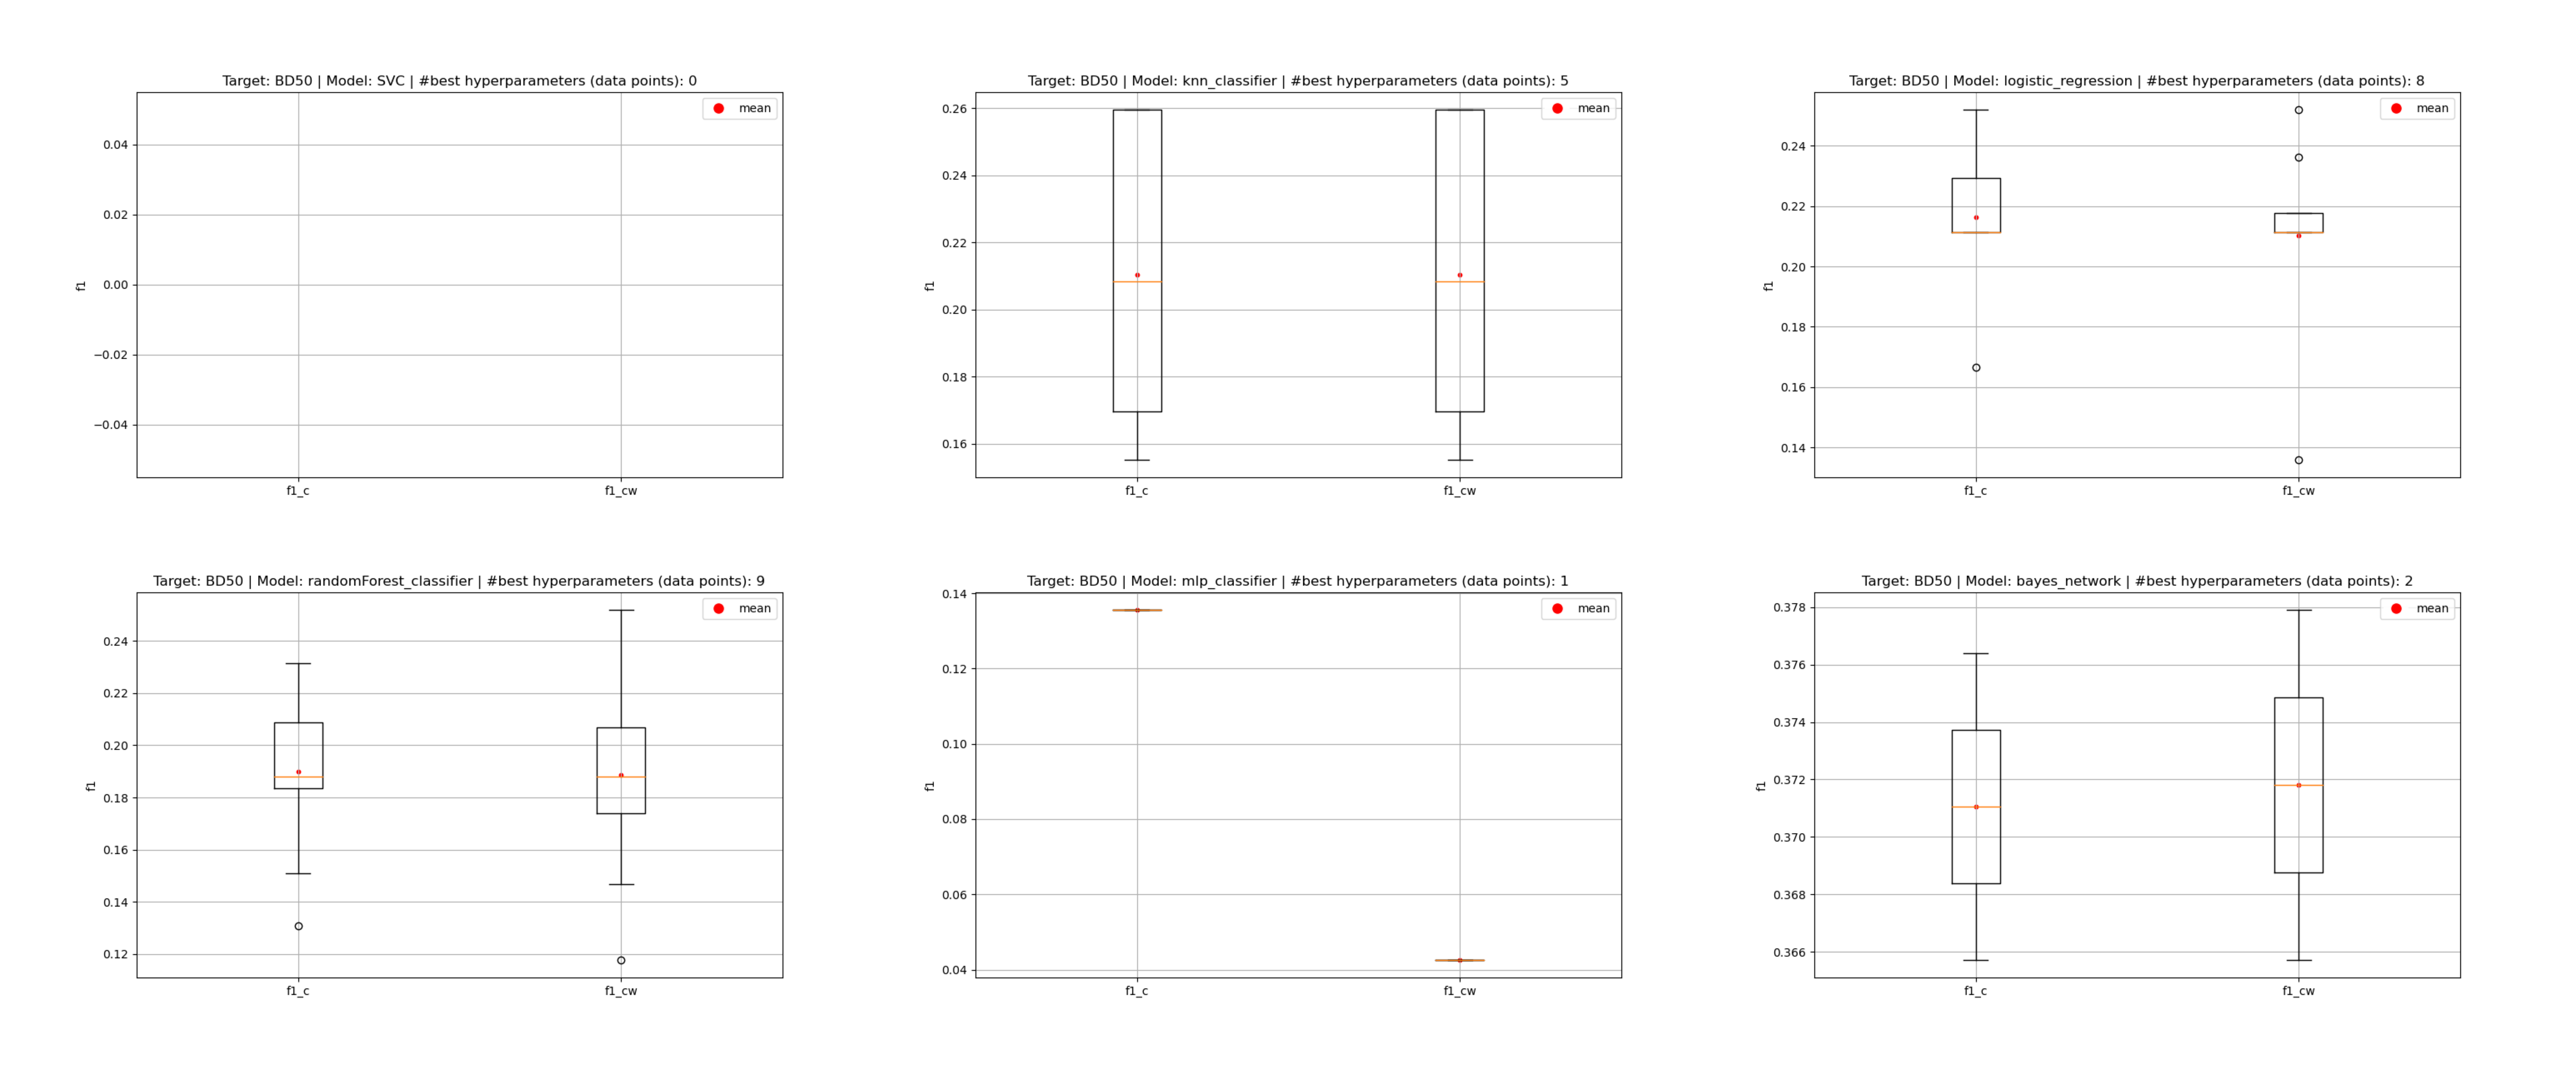 Target: BD50 | Model: SVC | #best hyperparameters (data points): 0
mean
0.04
0.02
0.00
−0.02
−0.04
f1
f1_c
f1_cw
Target: BD50 | Model: knn_classifier | #best hyperparameters (data points): 5
mean
0.26
0.24
0.22
0.20
0.18
0.16
f1
f1_c
f1_cw
Target: BD50 | Model: logistic_regression | #best hyperparameters (data points): 8
mean
0.24
0.22
0.20
0.18
0.16
0.14
f1
f1_c
f1_cw
Target: BD50 | Model: randomForest_classifier | #best hyperparameters (data points): 9
mean
0.24
0.22
0.20
0.18
0.16
0.14
0.12
f1
f1_c
f1_cw
Target: BD50 | Model: mlp_classifier | #best hyperparameters (data points): 1
mean
0.14
0.12
0.10
0.08
0.06
0.04
f1
f1_c
f1_cw
Target: BD50 | Model: bayes_network | #best hyperparameters (data points): 2
mean
0.378
0.376
0.374
0.372
0.370
0.368
0.366
f1
f1_c
f1_cw